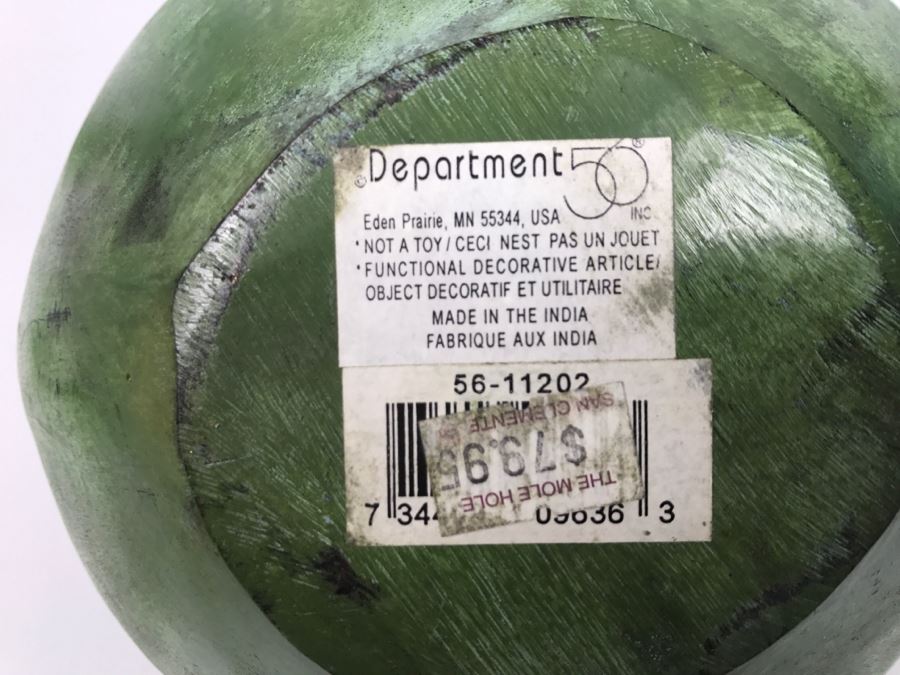 ©Department 56®
INC
Eden Prairie, MN 55344, USA
•NOT A TOY / CECI NEST PAS UN JOUET
•FUNCTIONAL DECORATIVE ARTICLE/
OBJECT DECORATIF ET UTILITAIRE
MADE IN THE INDIA
FABRIQUE AUX INDIA
56-11202
7 344 09636 3
THE MOLE HOLE
$79.95
SAN CLEMENTE